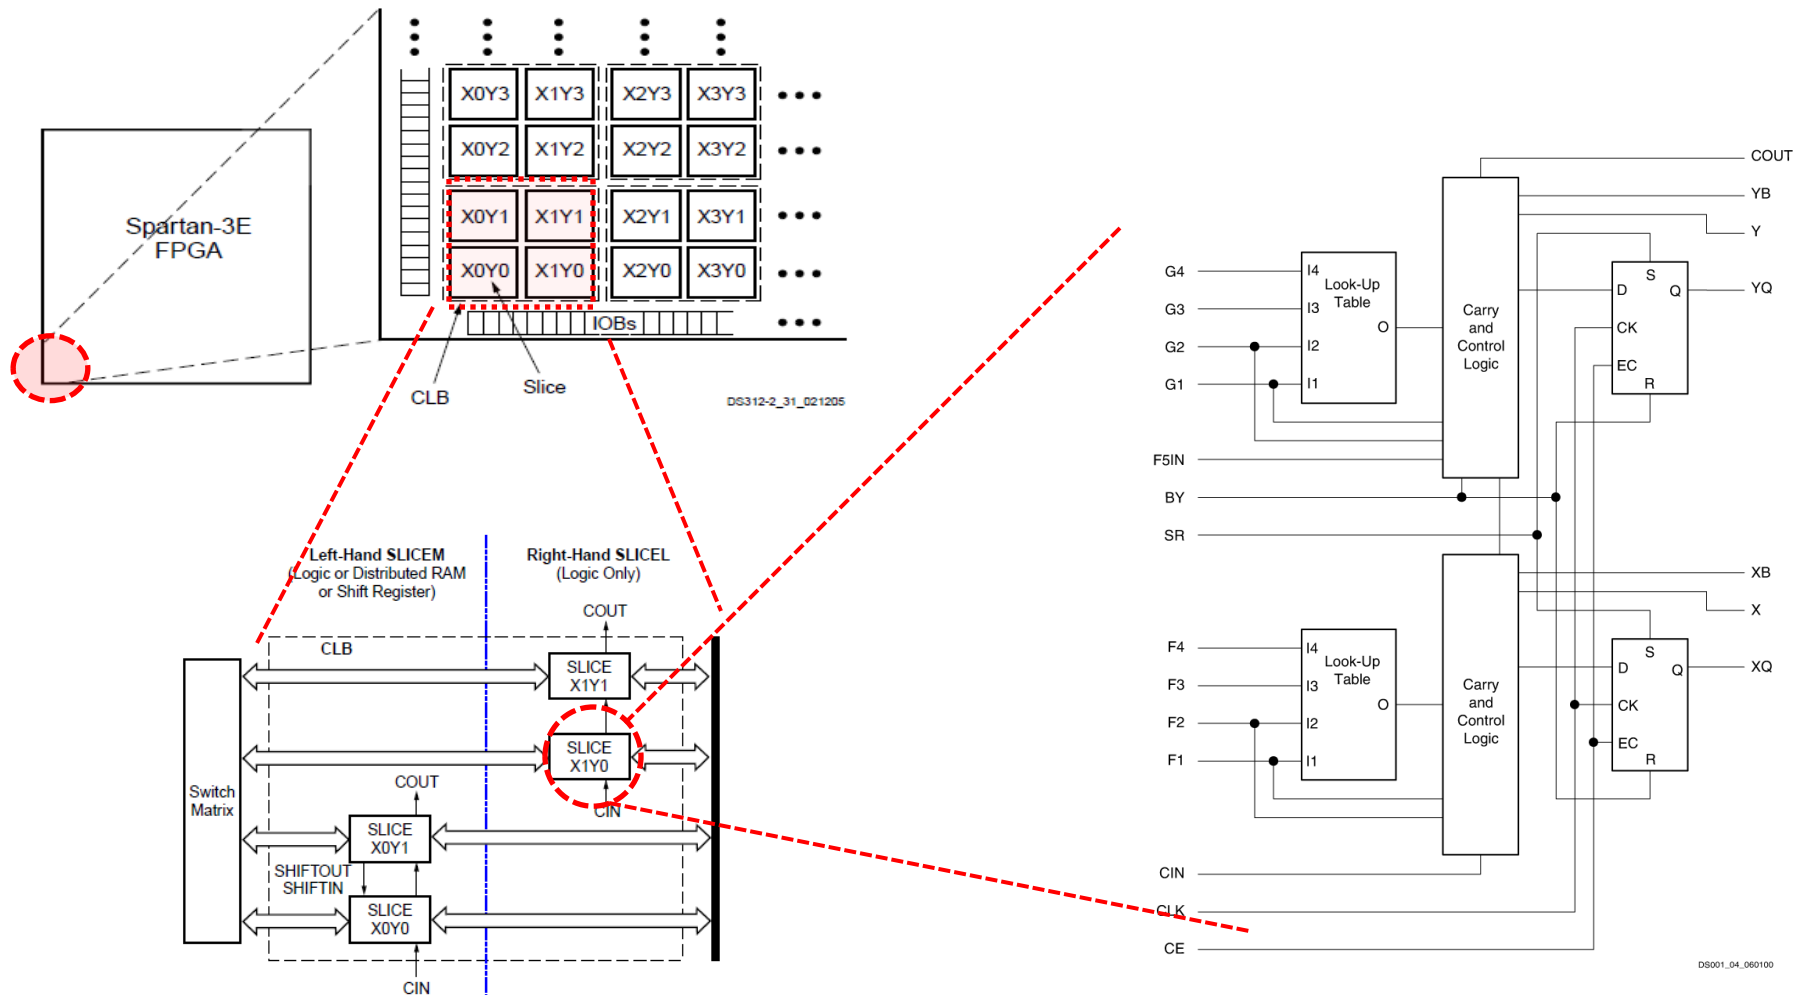 X0Y3 X1Y3 X2Y3 X3Y3
X0Y2 X1Y2 X2Y2 X3Y2
X0Y1 X1Y1 X2Y1 X3Y1
X0Y0 X1Y0 X2Y0 X3Y0
IOBs
Spartan-3E
FPGA
CLB
Slice
DS312-2_31_021205
Left-Hand SLICEM
(Logic or Distributed RAM
or Shift Register)
Right-Hand SLICEL
(Logic Only)
COUT
CLB
SLICE
X1Y1
SLICE
X1Y0
CIN
Switch
Matrix
COUT
SLICE
X0Y1
SHIFTOUT
SHIFTIN
SLICE
X0Y0
CIN
COUT
YB
Y
G4
G3
G2
G1
I4
I3
I2
I1
Look-Up
Table
O
Carry
and
Control
Logic
S
D
Q
CK
EC
R
YQ
F5IN
BY
SR
XB
X
F4
F3
F2
F1
I4
I3
I2
I1
Look-Up
Table
O
Carry
and
Control
Logic
S
D
Q
CK
EC
R
XQ
CIN
CLK
CE
DS001_04_060100